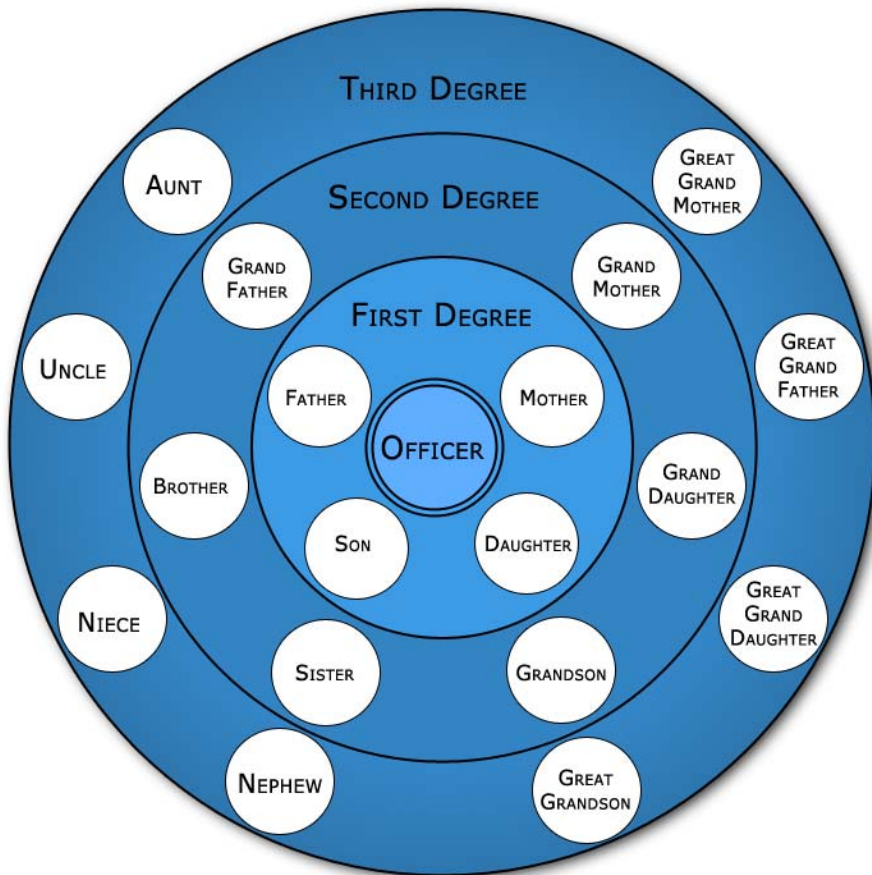 Third Degree
Aunt
Great
Grand
Mother
Second Degree
Grand
Father
Grand
Mother
First Degree
Uncle
Great
Grand
Father
Father
Mother
Officer
Brother
Grand
Daughter
Son
Daughter
Niece
Great
Grand
Daughter
Sister
Grandson
Nephew
Great
Grandson